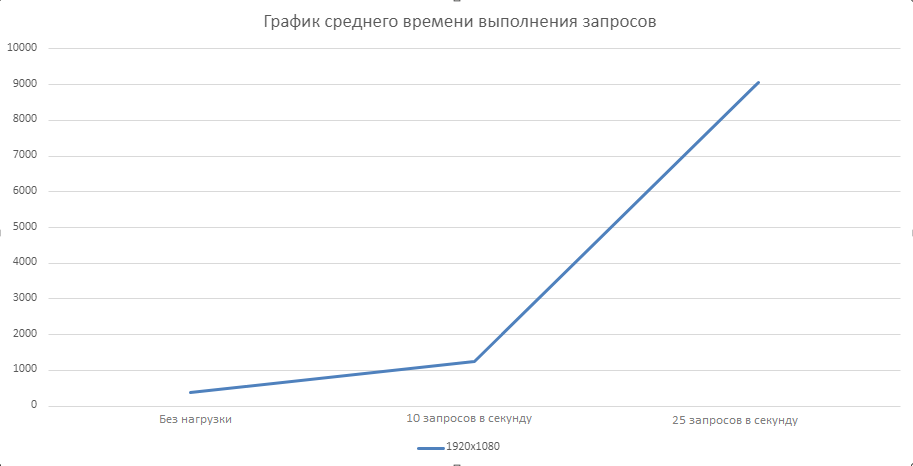 График среднего времени выполнения запросов
10000
9000
8000
7000
6000
5000
4000
3000
2000
1000
0
Без нагрузки
10 запросов в секунду
25 запросов в секунду
1920x1080